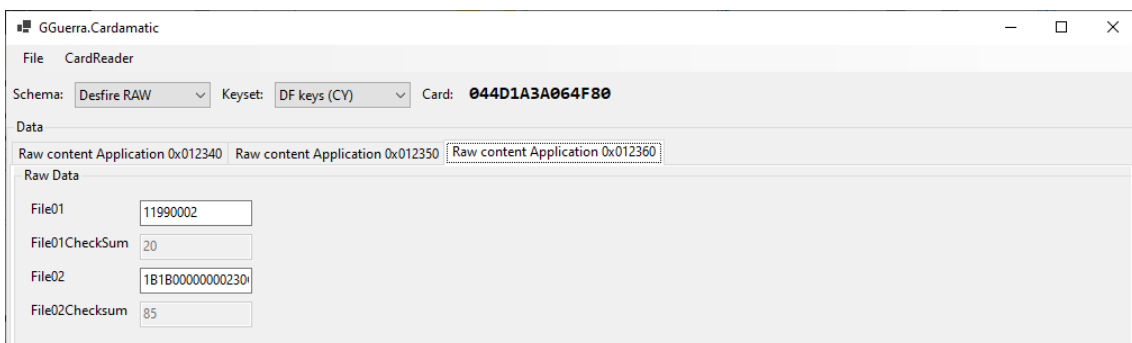 GGuerra.Cardamatic
File CardReader
Schema: Desfire RAW Keyset: DF keys (CY) Card: 044D1A3A064F80
Data
Raw content Application 0x012340 Raw content Application 0x012350 Raw content Application 0x012360
Raw Data
File01 11990002
File01CheckSum 20
File02 1B1B00000000230
File02Checksum 85